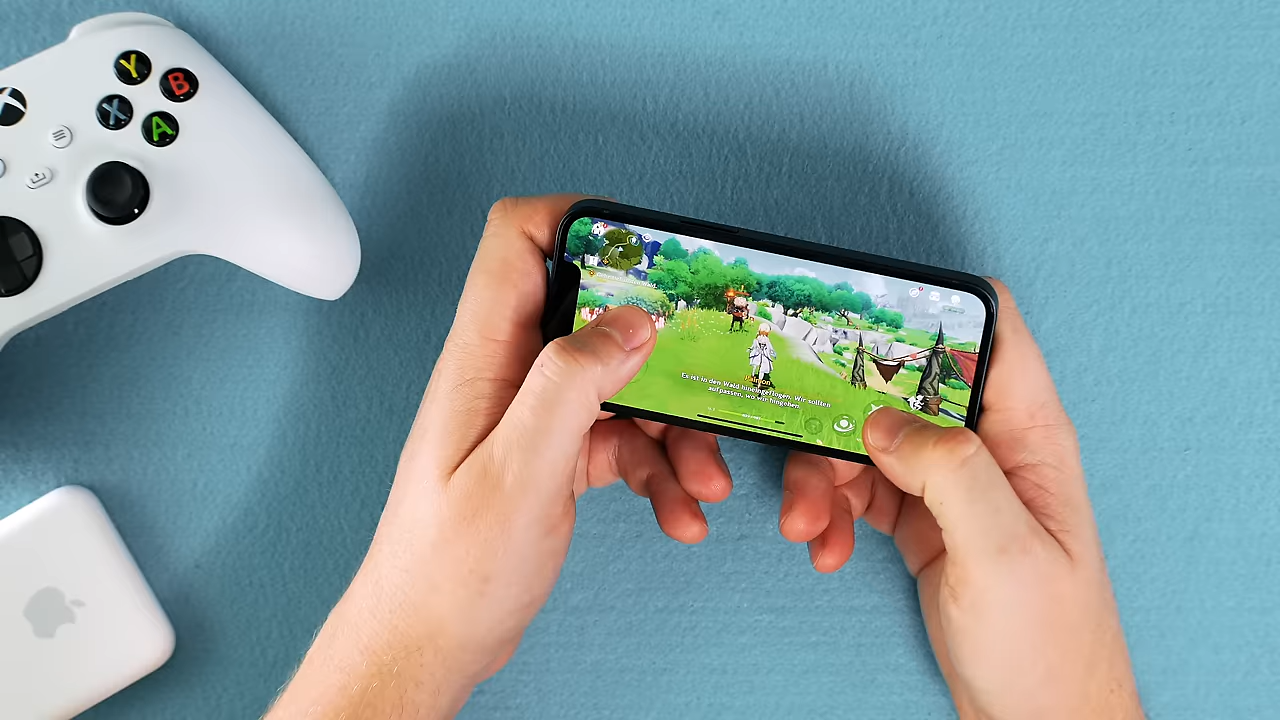 Y
B
X
A
Paimon
Es ist in den Wald hineingeflogen. Wir sollten
aufpassen, wo wir hingehen.